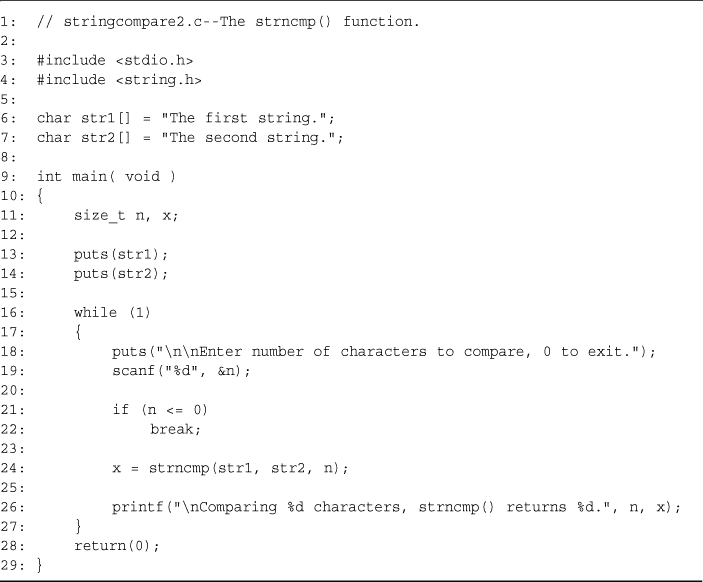 1:  // stringcompare2.c--The strncmp() function.
2:
3:  #include <stdio.h>
4:  #include <string.h>
5:
6:  char str1[] = "The first string.";
7:  char str2[] = "The second string.";
8:
9:  int main( void )
10: {
11:     size_t n, x;
12:
13:     puts(str1);
14:     puts(str2);
15:
16:     while (1)
17:     {
18:         puts("\n\nEnter number of characters to compare, 0 to exit.");
19:         scanf("%d", &n);
20:
21:         if (n <= 0)
22:             break;
23:
24:         x = strncmp(str1, str2, n);
25:
26:         printf("\nComparing %d characters, strncmp() returns %d.", n, x);
27:     }
28:     return(0);
29: }